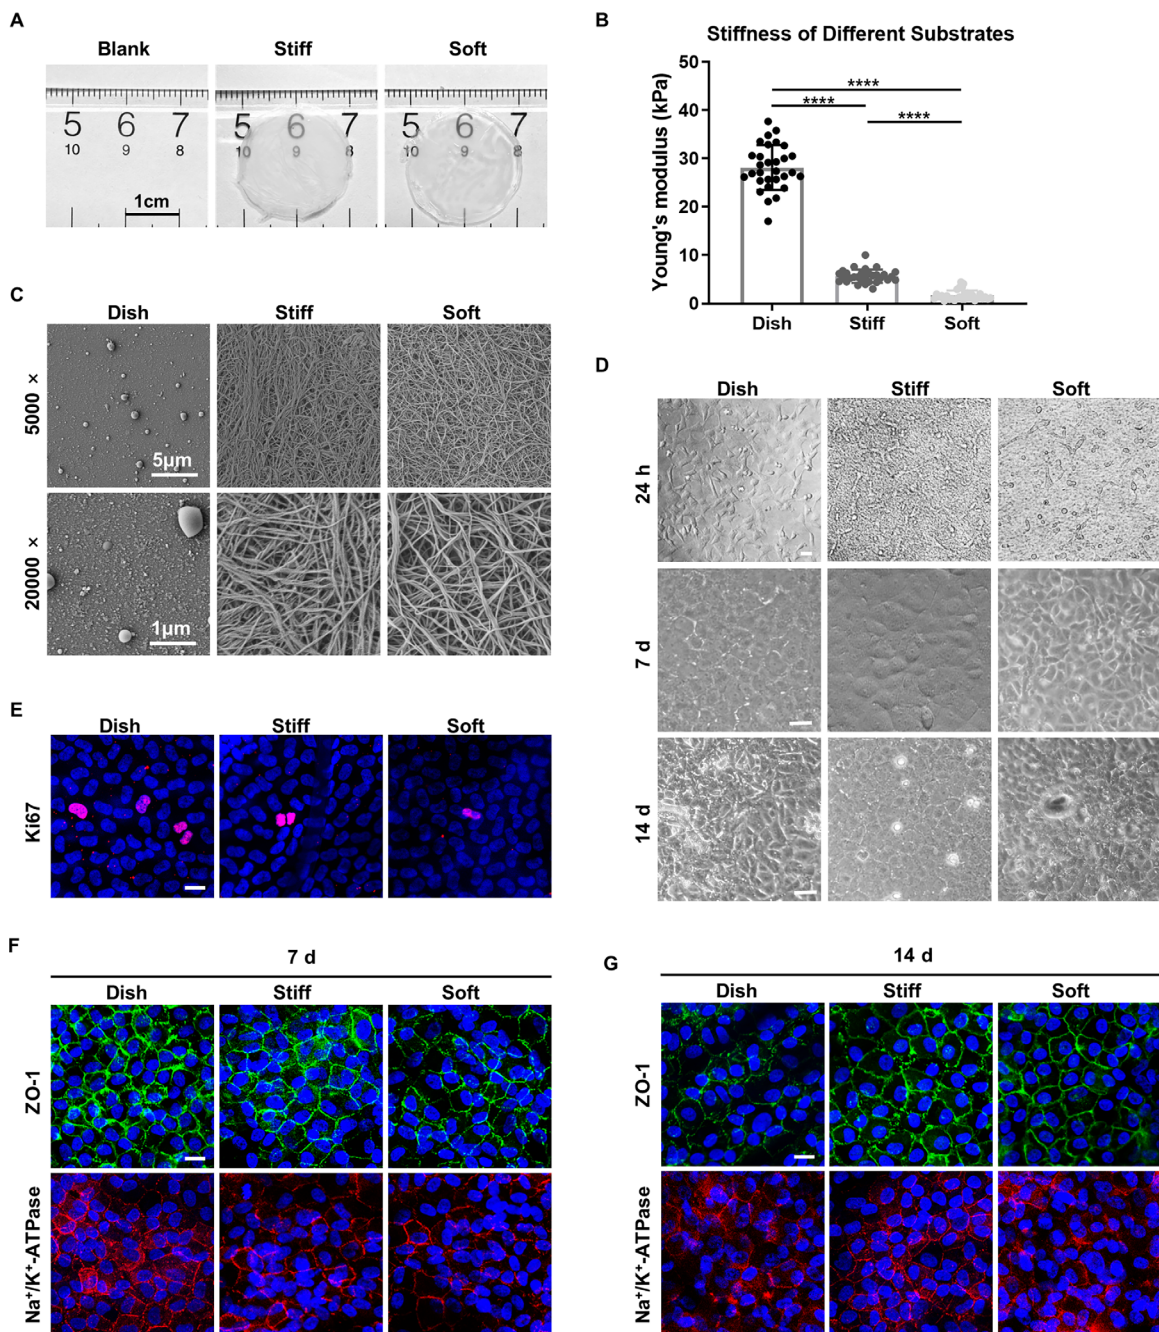 A
Blank Stiff Soft
5 6 7 5 6 7 5 6 7
10 9 8 10 9 8 10 9 8
1cm
B
Stiffness of Different Substrates
Young's modulus (kPa)
50
40
30
20
10
0
****
**** ****
Dish Stiff Soft
C
Dish Stiff Soft
5000 ×
5μm
20000 ×
1μm
D
Dish Stiff Soft
24 h
7 d
14 d
E
Dish Stiff Soft
Ki67
F
7 d
Dish Stiff Soft
ZO-1
Na⁺/K⁺-ATPase
G
14 d
Dish Stiff Soft
ZO-1
Na⁺/K⁺-ATPase